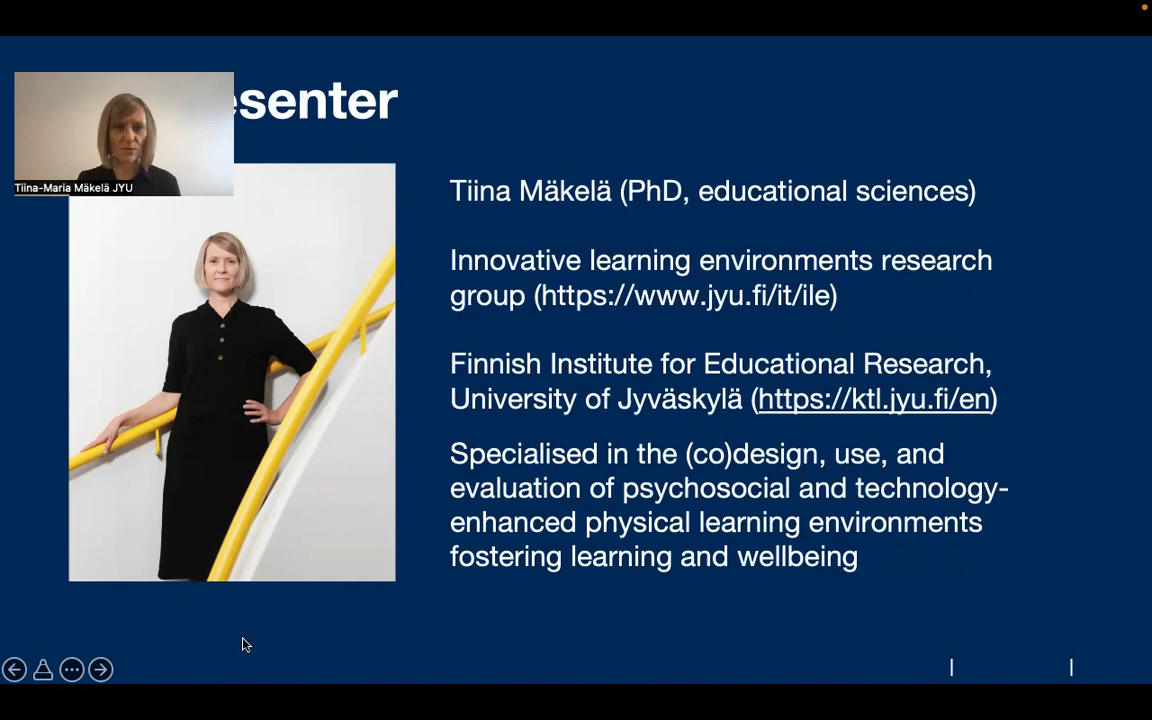 esenter
Tiina-Maria Mäkelä JYU
Tiina Mäkelä (PhD, educational sciences)
Innovative learning environments research
group (https://www.jyu.fi/it/ile)
Finnish Institute for Educational Research,
University of Jyväskylä (https://ktl.jyu.fi/en)
Specialised in the (co)design, use, and
evaluation of psychosocial and technology-
enhanced physical learning environments
fostering learning and wellbeing